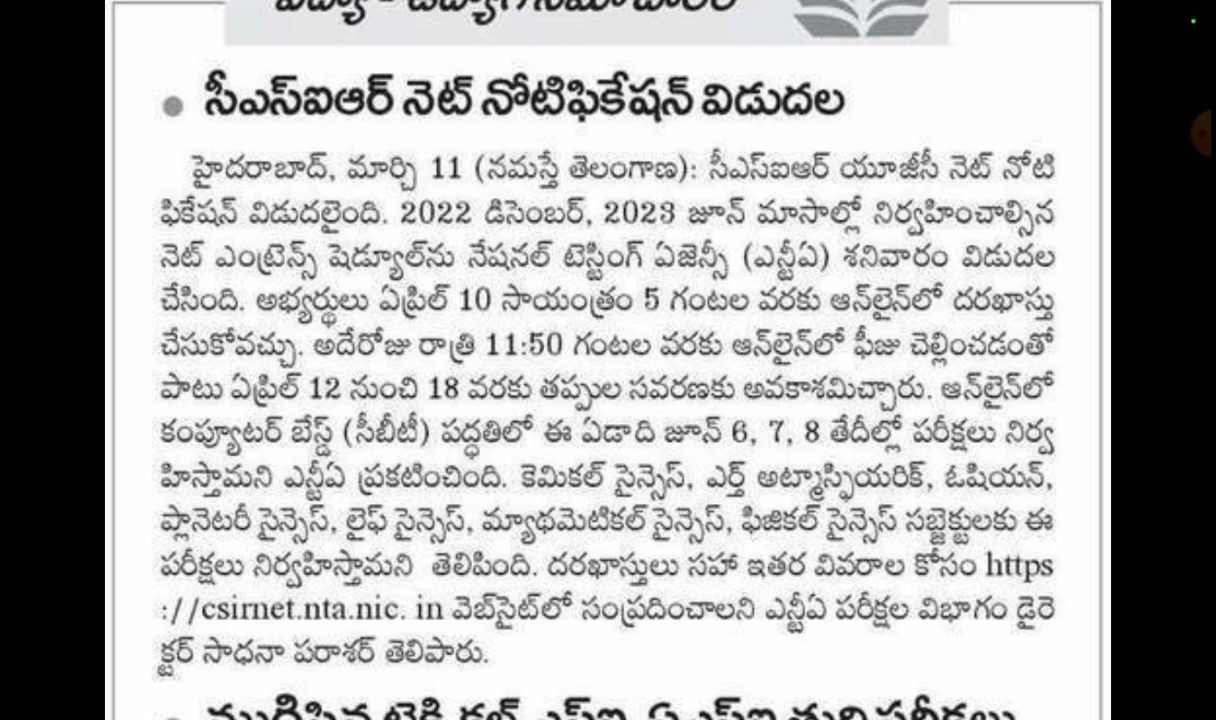 విద్యా - ఉద్యోగ సమాచారం
సీఎస్ఐఆర్ నెట్ నోటిఫికేషన్ విడుదల
హైదరాబాద్, మార్చి 11 (నమస్తే తెలంగాణ): సీఎస్ఐఆర్ యూజీసీ నెట్ నోటి
ఫికేషన్ విడుదలైంది. 2022 డిసెంబర్, 2023 జూన్ మాసాల్లో నిర్వహించాల్సిన
నెట్ ఎంట్రెన్స్ షెడ్యూల్‌ను నేషనల్ టెస్టింగ్ ఏజెన్సీ (ఎన్టీఏ) శనివారం విడుదల
చేసింది. అభ్యర్థులు ఏప్రిల్ 10 సాయంత్రం 5 గంటల వరకు ఆన్‌లైన్‌లో దరఖాస్తు
చేసుకోవచ్చు. అదేరోజు రాత్రి 11:50 గంటల వరకు ఆన్‌లైన్‌లో ఫీజు చెల్లించడంతో
పాటు ఏప్రిల్ 12 నుంచి 18 వరకు తప్పుల సవరణకు అవకాశమిచ్చారు. ఆన్‌లైన్‌లో
కంప్యూటర్ బేస్డ్ (సీబీటీ) పద్ధతిలో ఈ ఏడాది జూన్ 6, 7, 8 తేదీల్లో పరీక్షలు నిర్వ
హిస్తామని ఎన్టీఏ ప్రకటించింది. కెమికల్ సైన్సెస్, ఎర్త్ అట్మాస్ఫియరిక్, ఓషియన్,
ప్లానెటరీ సైన్సెస్, లైఫ్ సైన్సెస్, మ్యాథమెటికల్ సైన్సెస్, ఫిజికల్ సైన్సెస్ సబ్జెక్టులకు ఈ
పరీక్షలు నిర్వహిస్తామని తెలిపింది. దరఖాస్తులు సహా ఇతర వివరాల కోసం https
://csirnet.nta.nic. in వెబ్‌సైట్‌లో సంప్రదించాలని ఎన్టీఏ పరీక్షల విభాగం డైరె
క్టర్ సాధనా పరాశర్ తెలిపారు.